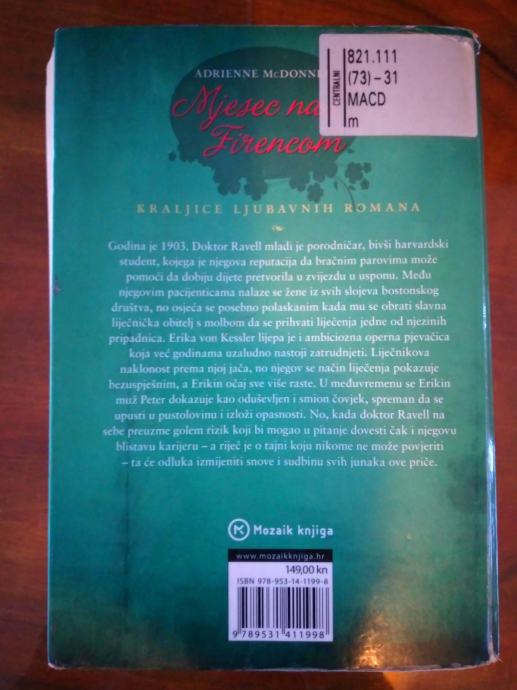 CENTRALNI
821.111
(73)-31
MACD
m
ADRIENNE McDONNE
Mjesec na
Firencom
KRALJICE LJUBAVNIH ROMANA
Godina je 1903. Doktor Ravell mladi je porodničar, bivši harvardski
student, kojega je njegova reputacija da bračnim parovima može
pomoći da dobiju dijete pretvorila u zvijezdu u usponu. Među
njegovim pacijenticama nalaze se žene iz svih slojeva bostonskog
društva, no osjeća se posebno polaskanim kada mu se obrati slavna
liječnička obitelj s molbom da se prihvati liječenja jedne od njezinih
pripadnica. Erika von Kessler lijepa je i ambiciozna operna pjevačica
koja već godinama uzaludno nastoji zatrudnjeti. Liječnikova
naklonost prema njoj jača, no njegov se način liječenja pokazuje
bezuspješnim, a Erikin očaj sve više raste. U međuvremenu se Erikin
muž Peter dokazuje kao oduševljen i smion čovjek, spreman da se
upusti u pustolovinu i izloži opasnosti. No, kada doktor Ravell na
sebe preuzme golem rizik koji bi mogao u pitanje dovesti čak i njegovu
blistavu karijeru – a riječ je o tajni koju nikome ne može povjeriti
– ta će odluka izmijeniti snove i sudbinu svih junaka ove priče.
Mozaik knjiga
www.mozaikknjiga.hr
149,00 kn
ISBN 978-953-14-1199-8
9 789531 411998